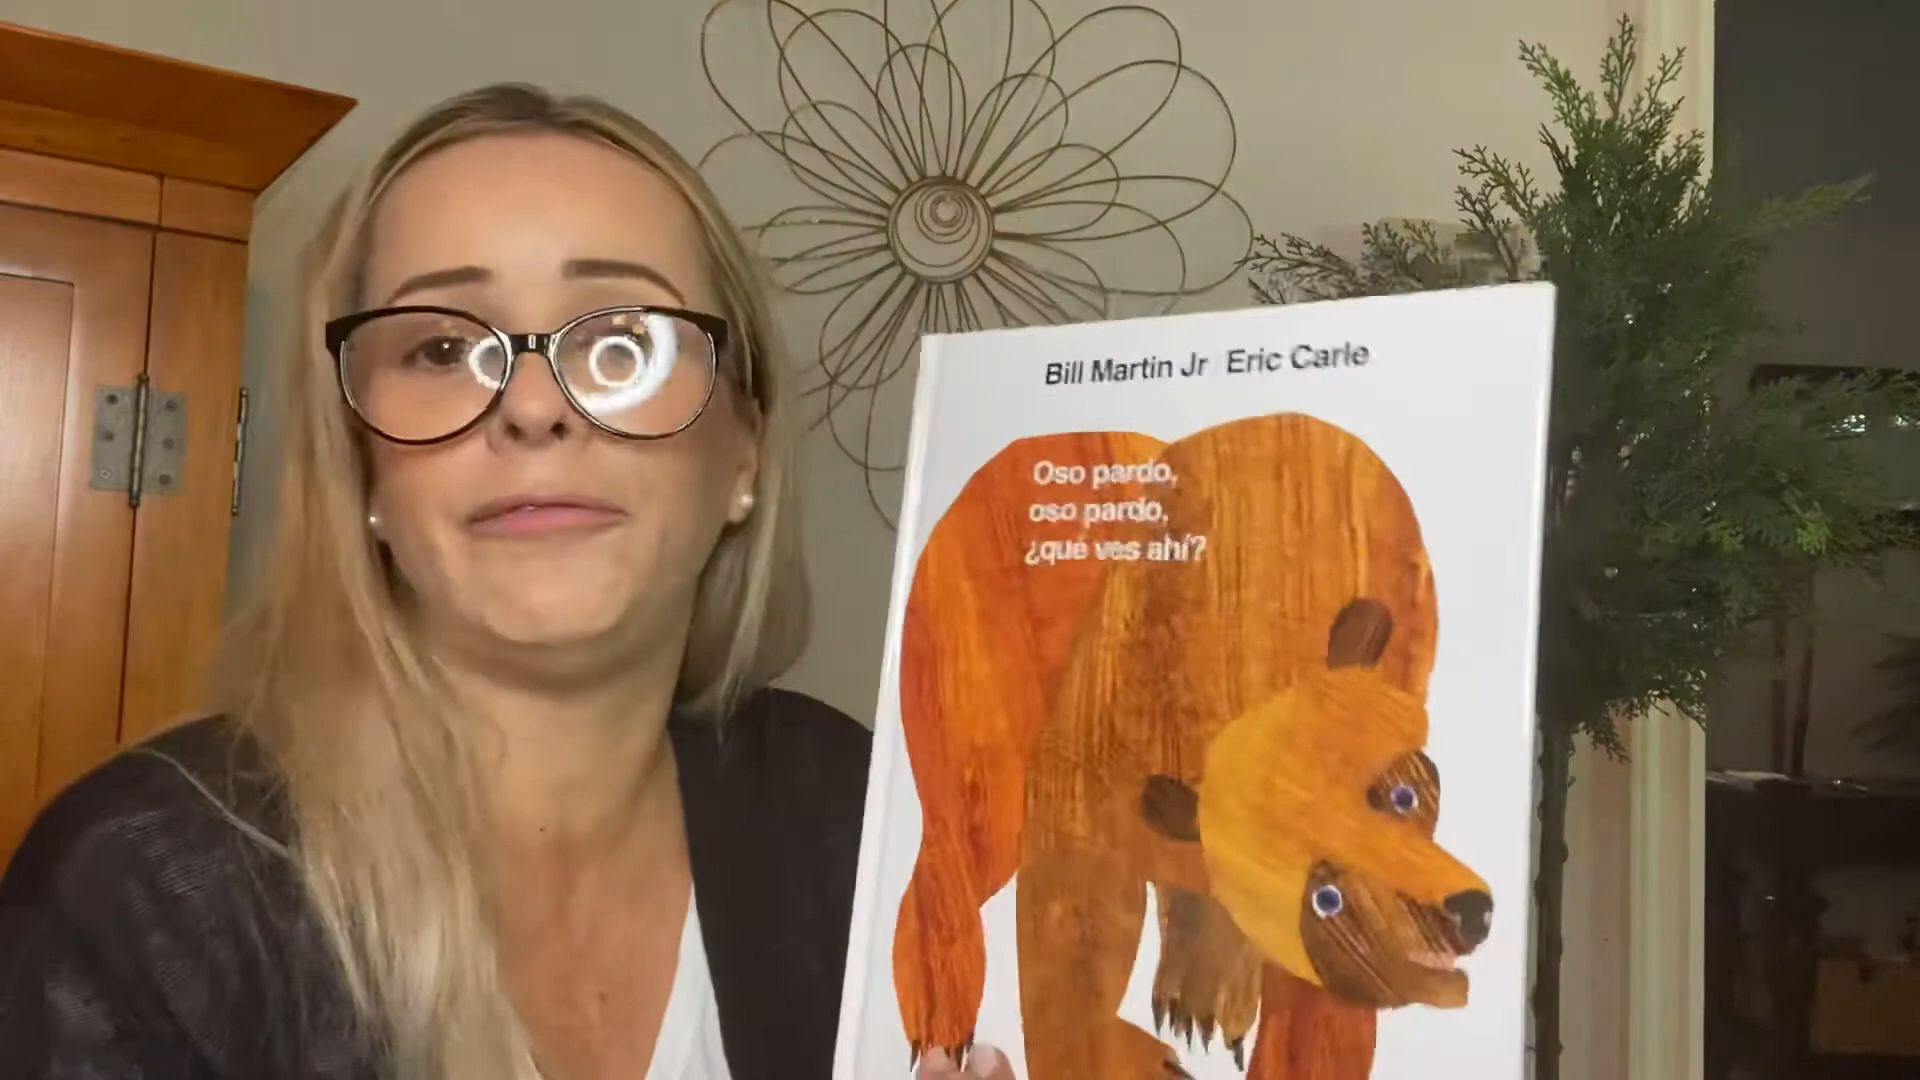 Bill Martin Jr Eric Carle
Oso pardo,
oso pardo,
¿qué ves ahí?